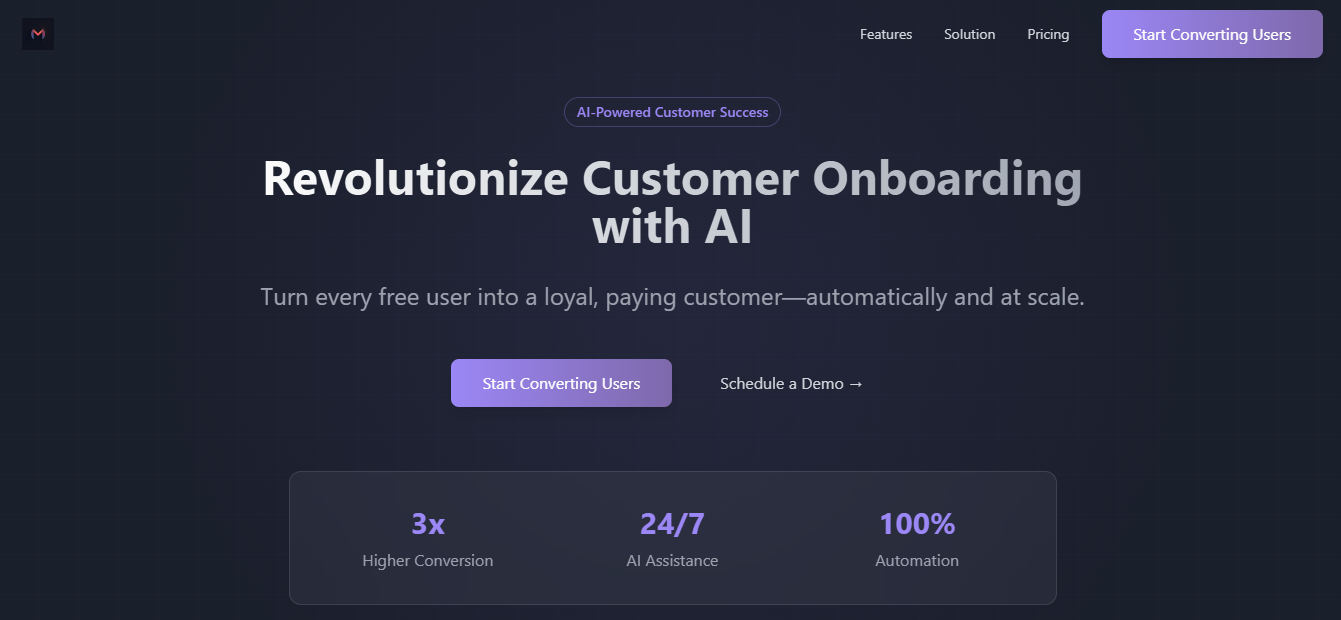 Features
Solution
Pricing
Start Converting Users
AI-Powered Customer Success
Revolutionize Customer Onboarding
with AI
Turn every free user into a loyal, paying customer—automatically and at scale.
Start Converting Users
Schedule a Demo →
3x
24/7
100%
Higher Conversion
AI Assistance
Automation